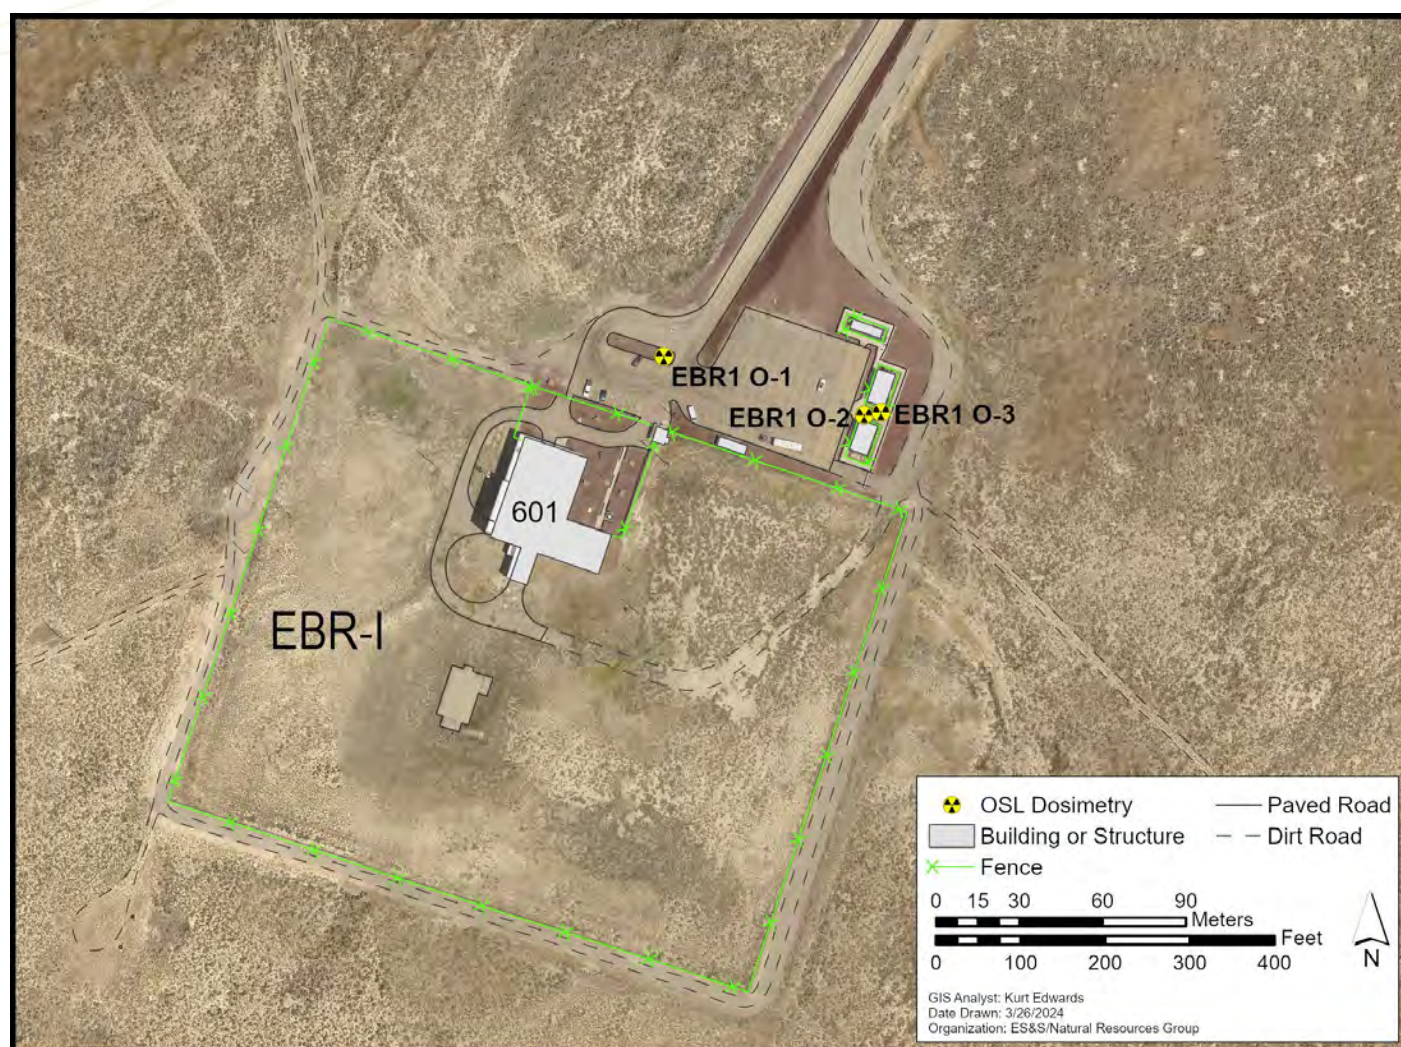 EBR1 O-1
EBR1 O-2
EBR1 O-3
601
EBR-I
OSL Dosimetry
Paved Road
Building or Structure
Dirt Road
Fence
0 15 30 60 90
Meters
Feet
0 100 200 300 400
N
GIS Analyst: Kurt Edwards
Date Drawn: 3/26/2024
Organization: ES&S/Natural Resources Group